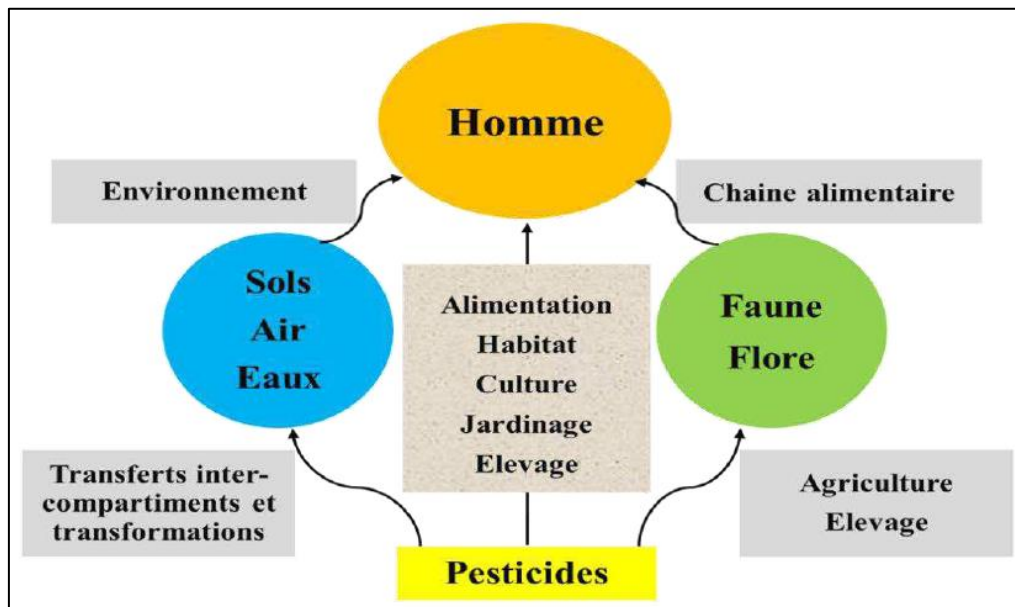 Homme
Environnement
Chaine alimentaire
Sols
Air
Eaux
Alimentation
Habitat
Culture
Jardinage
Elevage
Faune
Flore
Transferts inter-
compartiments et
transformations
Agriculture
Elevage
Pesticides